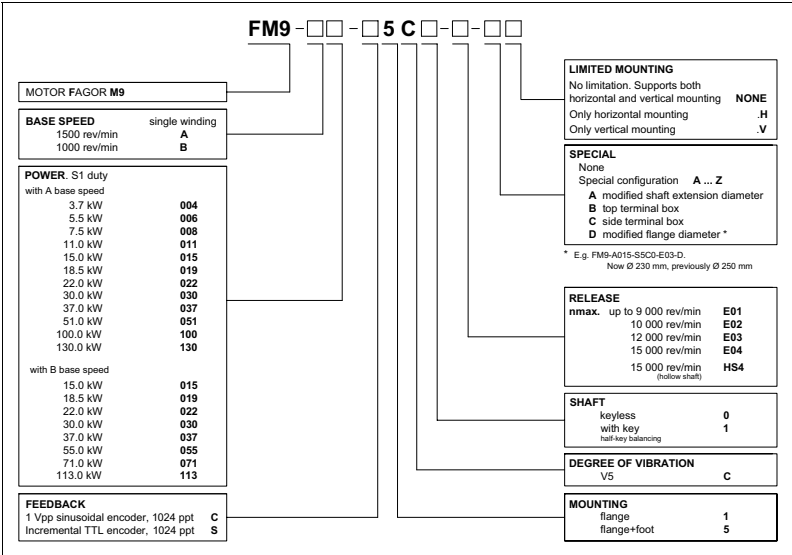 FM9 - □□ - □ 5 C □ - □ - □□
MOTOR FAGOR M9
BASE SPEED single winding
1500 rev/min A
1000 rev/min B
POWER. S1 duty
with A base speed
3.7 kW 004
5.5 kW 006
7.5 kW 008
11.0 kW 011
15.0 kW 015
18.5 kW 019
22.0 kW 022
30.0 kW 030
37.0 kW 037
51.0 kW 051
100.0 kW 100
130.0 kW 130
with B base speed
15.0 kW 015
18.5 kW 019
22.0 kW 022
30.0 kW 030
37.0 kW 037
55.0 kW 055
71.0 kW 071
113.0 kW 113
FEEDBACK
1 Vpp sinusoidal encoder, 1024 ppt C
Incremental TTL encoder, 1024 ppt S
LIMITED MOUNTING
No limitation. Supports both
horizontal and vertical mounting NONE
Only horizontal mounting .H
Only vertical mounting .V
SPECIAL
None
Special configuration A ... Z
A modified shaft extension diameter
B top terminal box
C side terminal box
D modified flange diameter *
* E.g. FM9-A015-S5C0-E03-D.
Now Ø 230 mm, previously Ø 250 mm
RELEASE
nmax. up to 9 000 rev/min E01
10 000 rev/min E02
12 000 rev/min E03
15 000 rev/min E04
15 000 rev/min HS4
(hollow shaft)
SHAFT
keyless 0
with key 1
half-key balancing
DEGREE OF VIBRATION
V5 C
MOUNTING
flange 1
flange+foot 5